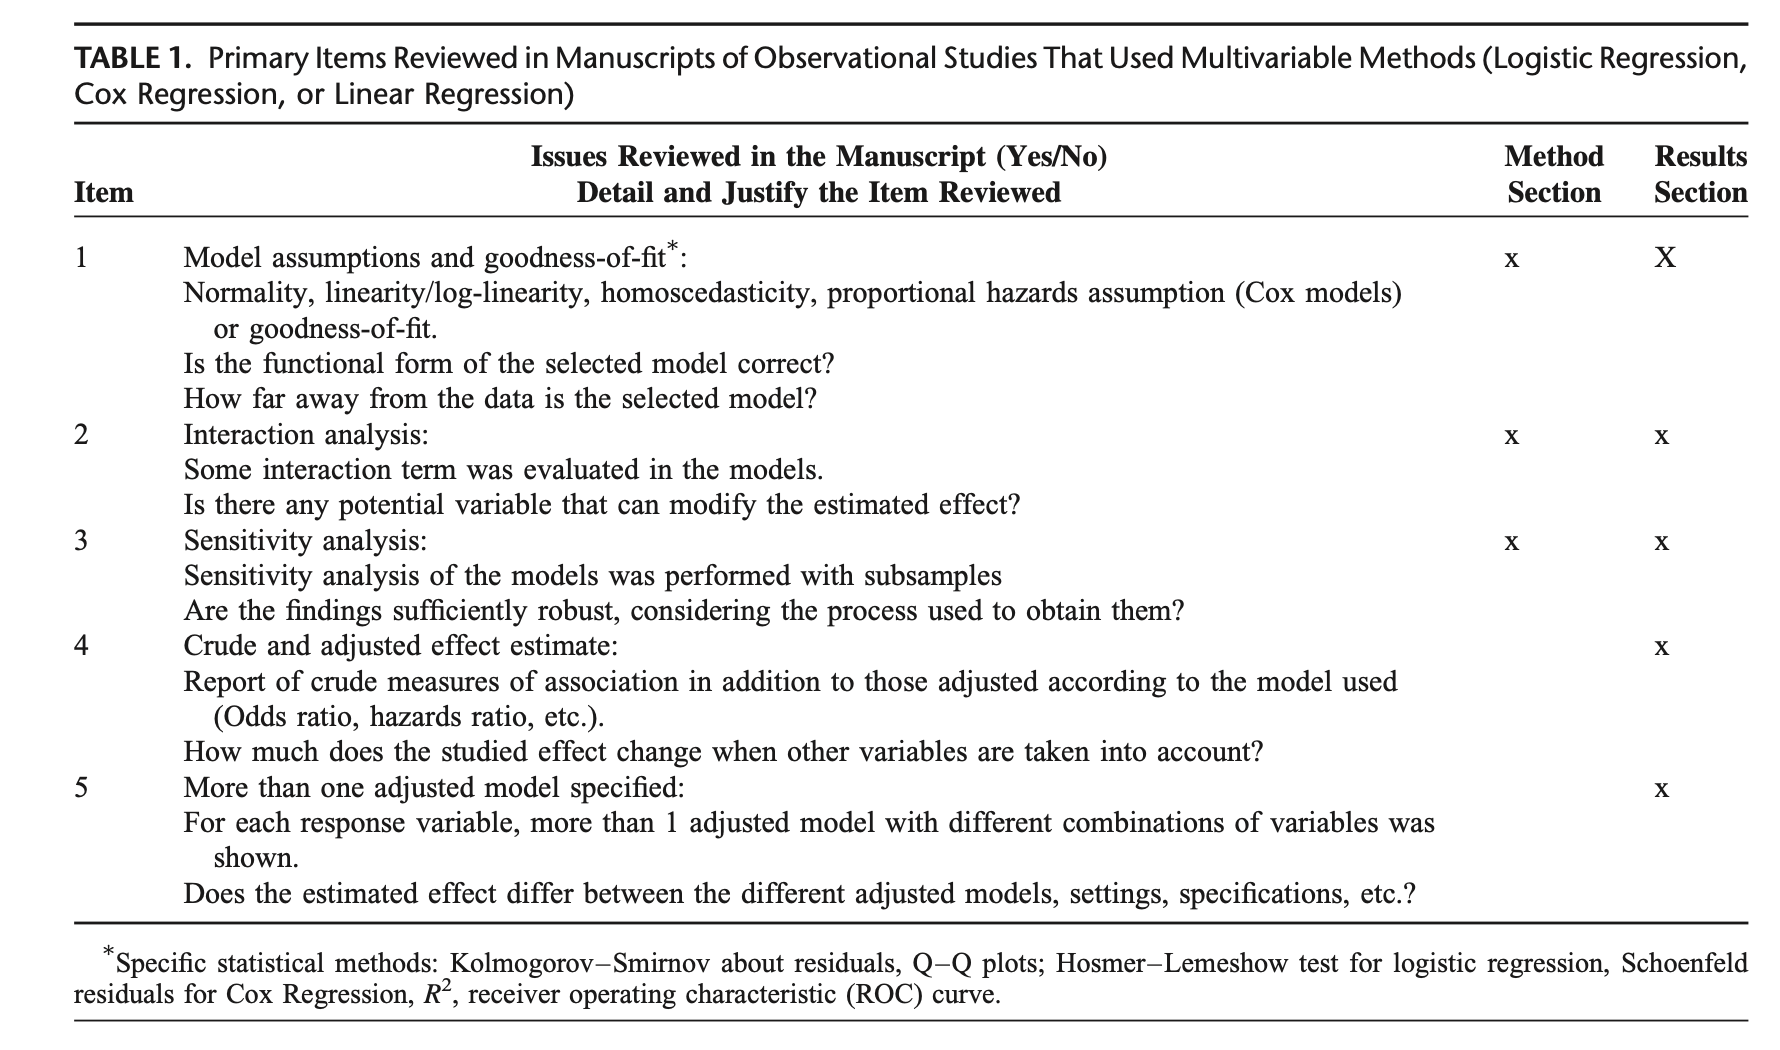 TABLE 1. Primary Items Reviewed in Manuscripts of Observational Studies That Used Multivariable Methods (Logistic Regression,
Cox Regression, or Linear Regression)
Issues Reviewed in the Manuscript (Yes/No) Method Results
Item Detail and Justify the Item Reviewed Section Section
1 Model assumptions and goodness-of-fit*: x X
Normality, linearity/log-linearity, homoscedasticity, proportional hazards assumption (Cox models)
or goodness-of-fit.
Is the functional form of the selected model correct?
How far away from the data is the selected model?
2 Interaction analysis: x x
Some interaction term was evaluated in the models.
Is there any potential variable that can modify the estimated effect?
3 Sensitivity analysis: x x
Sensitivity analysis of the models was performed with subsamples
Are the findings sufficiently robust, considering the process used to obtain them?
4 Crude and adjusted effect estimate: x
Report of crude measures of association in addition to those adjusted according to the model used
(Odds ratio, hazards ratio, etc.).
How much does the studied effect change when other variables are taken into account?
5 More than one adjusted model specified: x
For each response variable, more than 1 adjusted model with different combinations of variables was
shown.
Does the estimated effect differ between the different adjusted models, settings, specifications, etc.?
*Specific statistical methods: Kolmogorov–Smirnov about residuals, Q–Q plots; Hosmer–Lemeshow test for logistic regression, Schoenfeld
residuals for Cox Regression, R², receiver operating characteristic (ROC) curve.